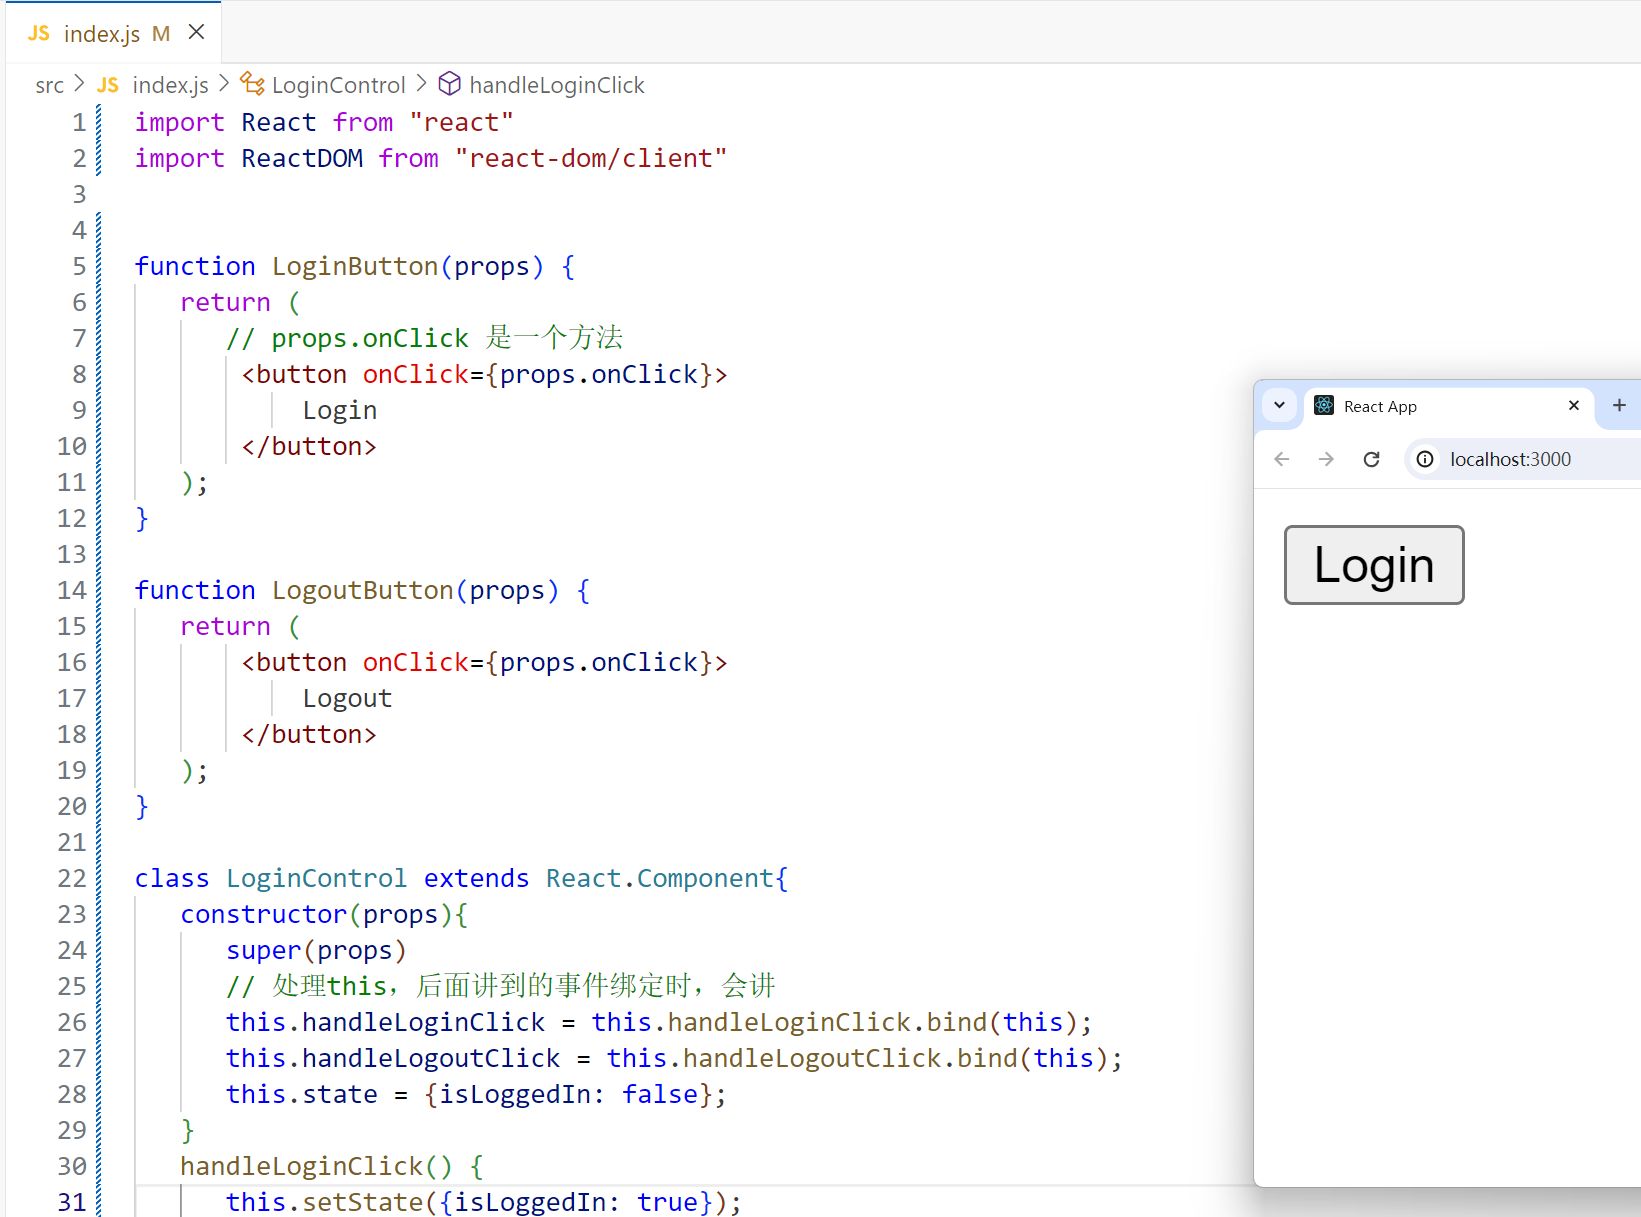 JS index.js M
src > JS index.js > LoginControl > handleLoginClick
1 import React from "react"
2 import ReactDOM from "react-dom/client"
3
4
5 function LoginButton(props) {
6 return (
7 // props.onClick 是一个方法
8 <button onClick={props.onClick}>
9 Login
10 </button>
11 );
12 }
13
14 function LogoutButton(props) {
15 return (
16 <button onClick={props.onClick}>
17 Logout
18 </button>
19 );
20 }
21
22 class LoginControl extends React.Component{
23 constructor(props){
24 super(props)
25 // 处理this，后面讲到的事件绑定时，会讲
26 this.handleLoginClick = this.handleLoginClick.bind(this);
27 this.handleLogoutClick = this.handleLogoutClick.bind(this);
28 this.state = {isLoggedIn: false};
29 }
30 handleLoginClick() {
31 this.setState({isLoggedIn: true});
React App
localhost:3000
Login